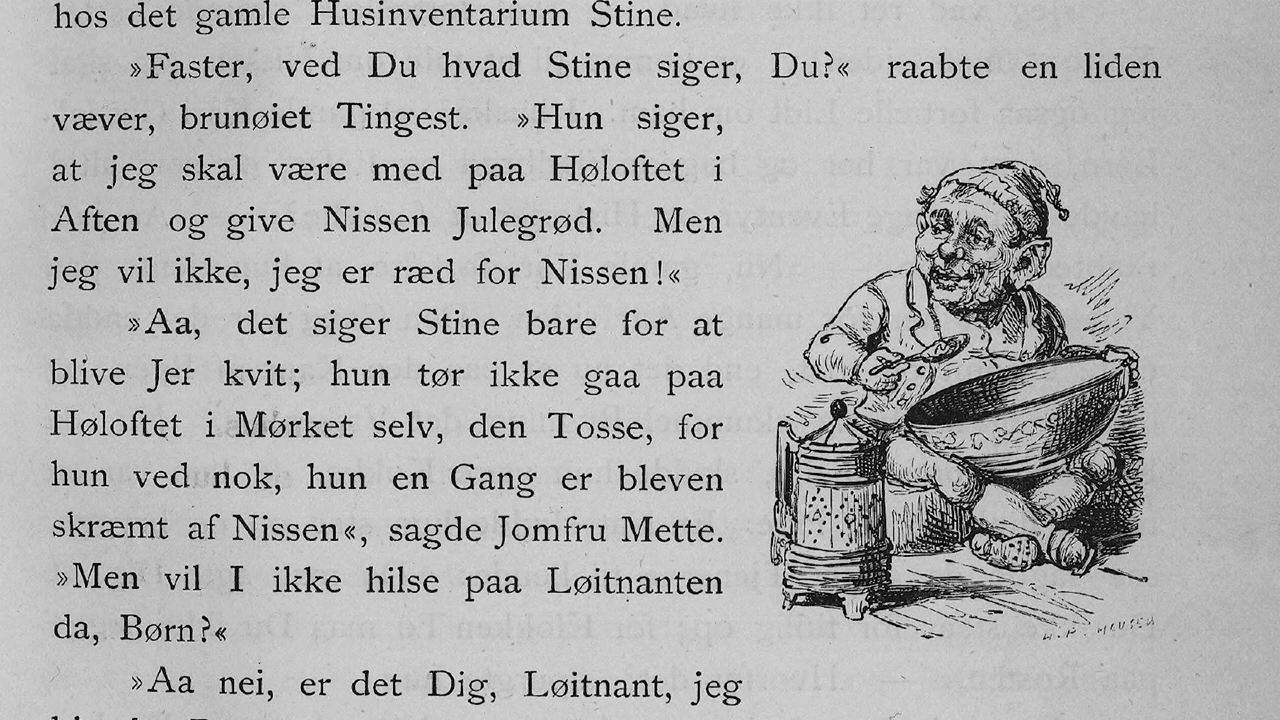 hos det gamle Husinventarium Stine.
»Faster, ved Du hvad Stine siger, Du?« raabte en liden
væver, brunøiet Tingest. »Hun siger,
at jeg skal være med paa Høloftet i
Aften og give Nissen Julegrød. Men
jeg vil ikke, jeg er ræd for Nissen!«
»Aa, det siger Stine bare for at
blive Jer kvit; hun tør ikke gaa paa
Høloftet i Mørket selv, den Tosse, for
hun ved nok, hun en Gang er bleven
skræmt af Nissen«, sagde Jomfru Mette.
»Men vil I ikke hilse paa Løitnanten
da, Børn?«
»Aa nei, er det Dig, Løitnant, jeg